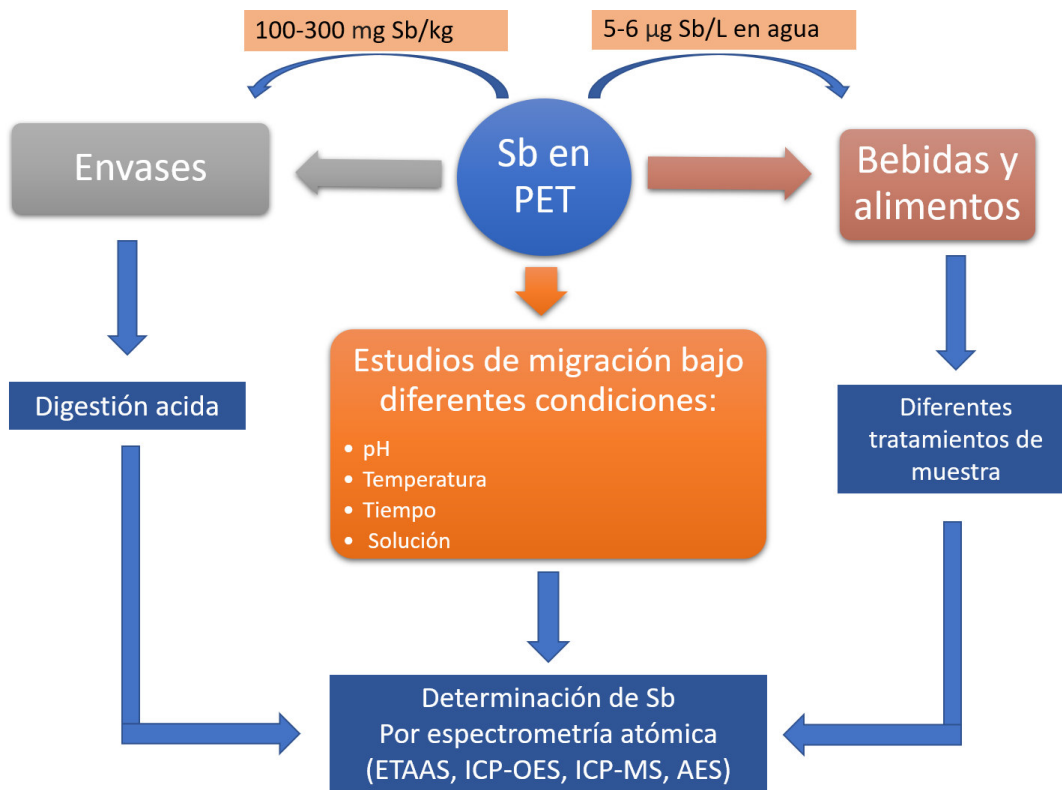 100-300 mg Sb/kg
5-6 µg Sb/L en agua
Envases
Sb en
PET
Bebidas y
alimentos
Estudios de migración bajo
diferentes condiciones:
• pH
• Temperatura
• Tiempo
• Solución
Digestión acida
Diferentes
tratamientos de
muestra
Determinación de Sb
Por espectrometría atómica
(ETAAS, ICP-OES, ICP-MS, AES)